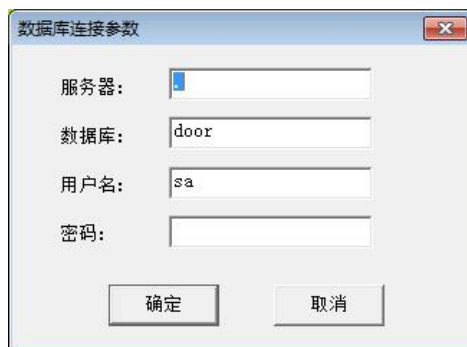 数据库连接参数
服务器： .
数据库： door
用户名： sa
密码：
确定 取消